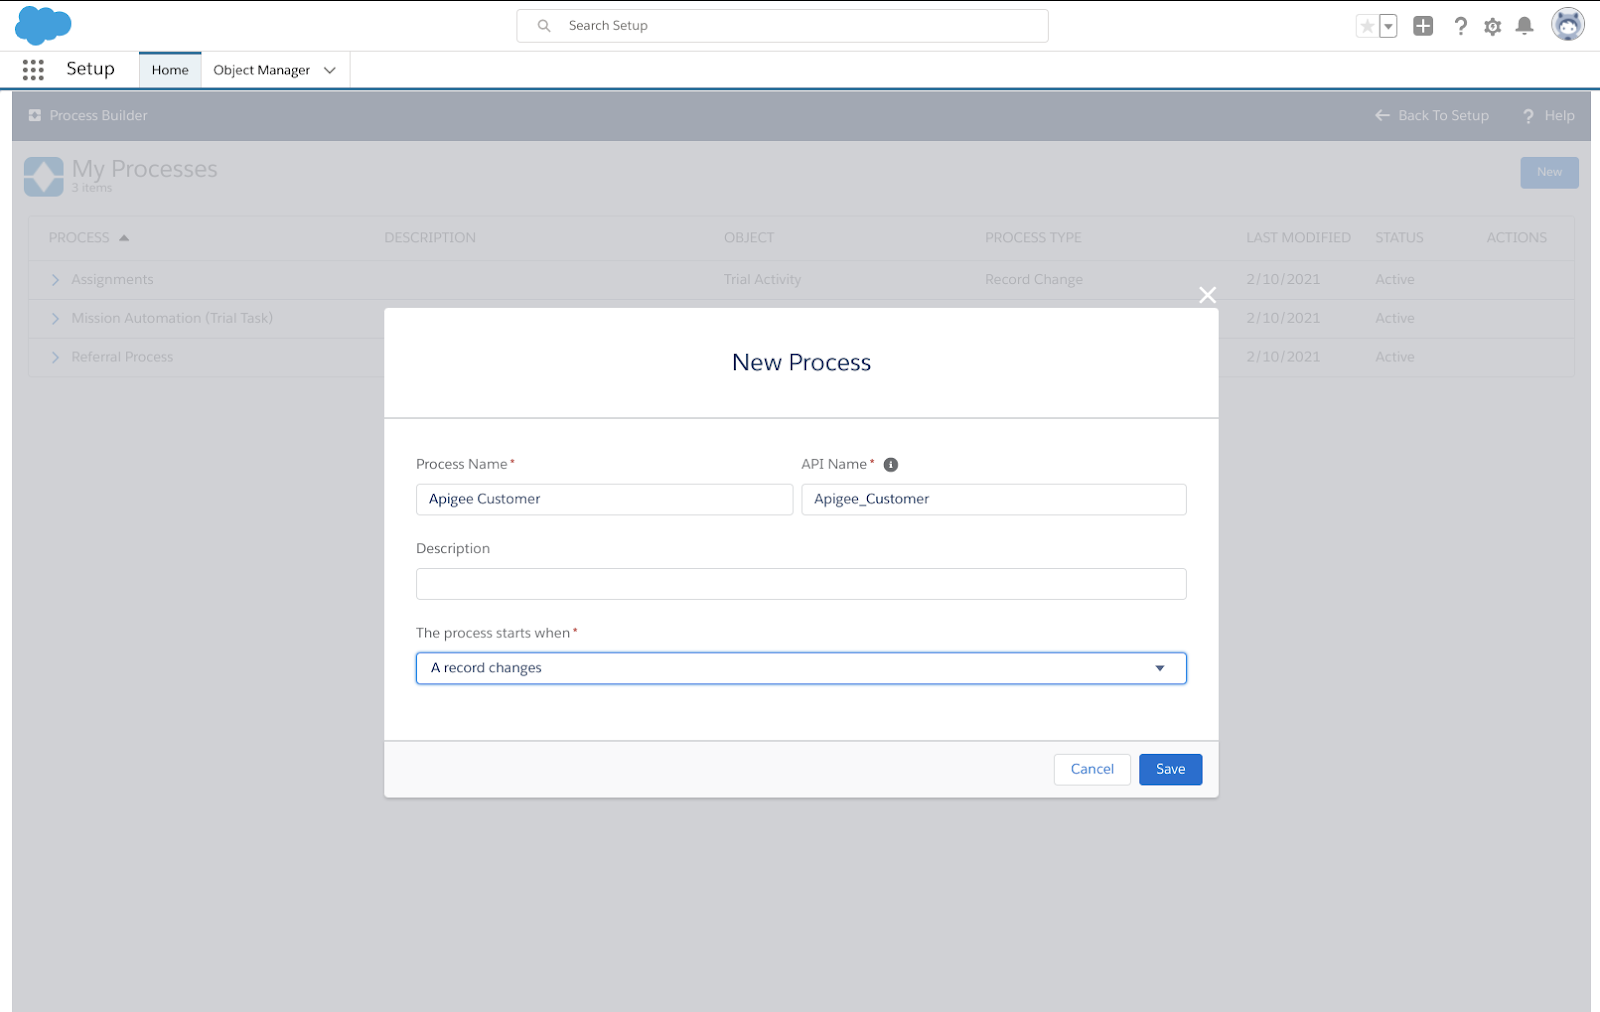 Search Setup
Setup Home Object Manager
Process Builder Back To Setup ? Help
My Processes
3 items
New
PROCESS DESCRIPTION OBJECT PROCESS TYPE LAST MODIFIED STATUS ACTIONS
Assignments Trial Activity Record Change 2/10/2021 Active
Mission Automation (Trial Task) 2/10/2021 Active
Referral Process 2/10/2021 Active
New Process
Process Name* API Name*
Apigee Customer Apigee_Customer
Description
The process starts when*
A record changes
Cancel Save